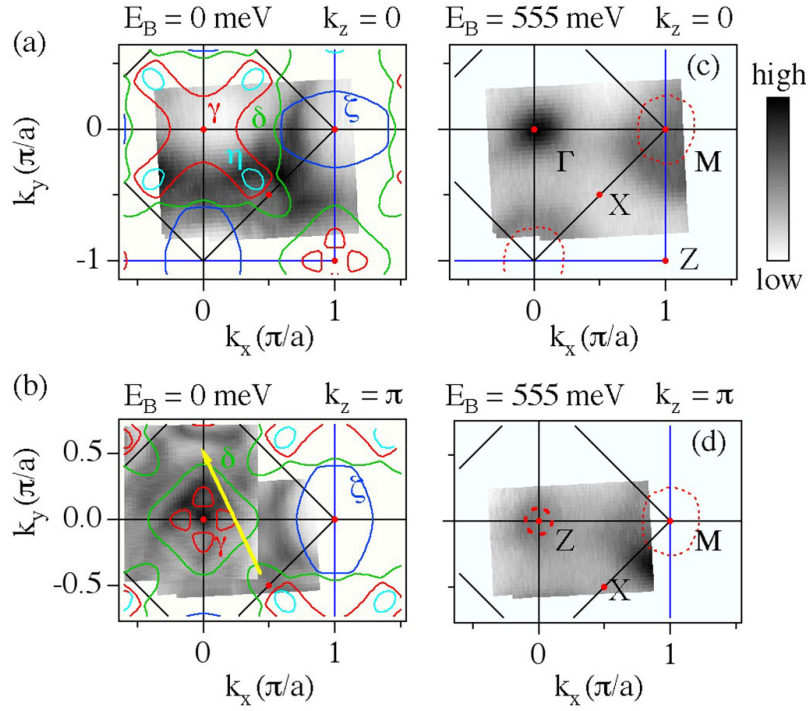 (a) E_B = 0 meV k_z = 0 E_B = 555 meV k_z = 0
γ δ ζ (c) high
0 η Γ M
k_y (π/a) X
-1 Z low
0 1 0 1
k_x (π/a) k_x (π/a)
(b) E_B = 0 meV k_z = π E_B = 555 meV k_z = π
0.5 δ ζ (d)
k_y (π/a) 0.0 γ Z M
-0.5 X
0 1 0 1
k_x (π/a) k_x (π/a)